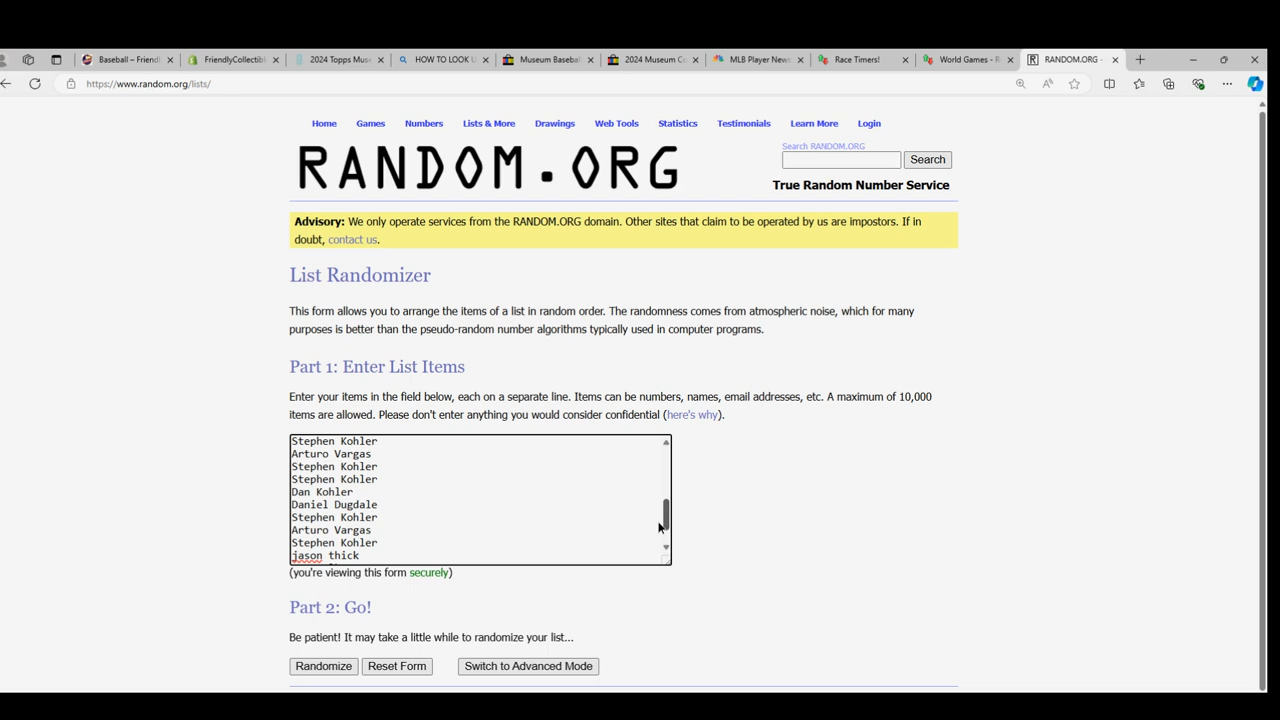 Baseball – Friendl
FriendlyCollectibl
2024 Topps Muse
HOW TO LOOK U
Museum Baseba
2024 Museum Co
MLB Player News
Race Timers!
World Games - R
RANDOM.ORG -
https://www.random.org/lists/
Home Games Numbers Lists & More Drawings Web Tools Statistics Testimonials Learn More Login
RANDOM.ORG
Search RANDOM.ORG
Search
True Random Number Service
Advisory: We only operate services from the RANDOM.ORG domain. Other sites that claim to be operated by us are impostors. If in
doubt, contact us.
List Randomizer
This form allows you to arrange the items of a list in random order. The randomness comes from atmospheric noise, which for many
purposes is better than the pseudo-random number algorithms typically used in computer programs.
Part 1: Enter List Items
Enter your items in the field below, each on a separate line. Items can be numbers, names, email addresses, etc. A maximum of 10,000
items are allowed. Please don't enter anything you would consider confidential (here's why).
Stephen Kohler
Arturo Vargas
Stephen Kohler
Stephen Kohler
Dan Kohler
Daniel Dugdale
Stephen Kohler
Arturo Vargas
Stephen Kohler
jason thick
(you're viewing this form securely)
Part 2: Go!
Be patient! It may take a little while to randomize your list...
Randomize Reset Form Switch to Advanced Mode